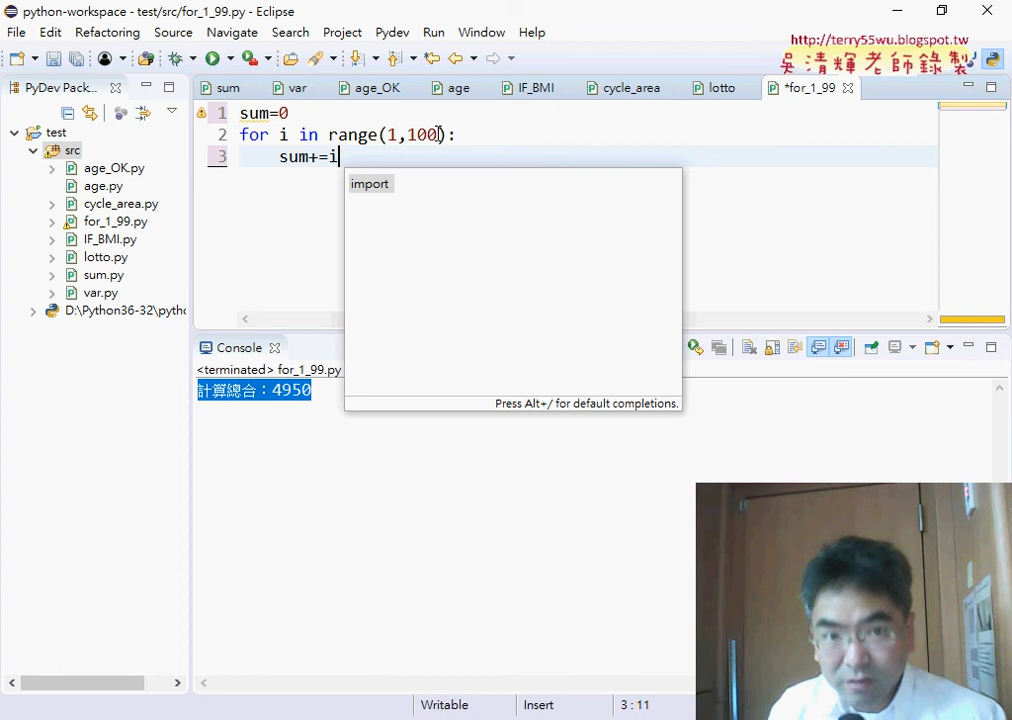 python-workspace - test/src/for_1_99.py - Eclipse
File Edit Refactoring Source Navigate Search Project Pydev Run Window Help
http://terry55wu.blogspot.tw
吳清輝老師錄製
PyDev Pack...
sum var age_OK age IF_BMI cycle_area lotto *for_1_99
test
src
age_OK.py
age.py
cycle_area.py
for_1_99.py
IF_BMI.py
lotto.py
sum.py
var.py
D:\Python36-32\pytho
1 sum=0
2 for i in range(1,100):
3 sum+=i
import
Press Alt+/ for default completions.
Console
<terminated> for_1_99.py
計算總合：4950
Writable Insert 3 : 11